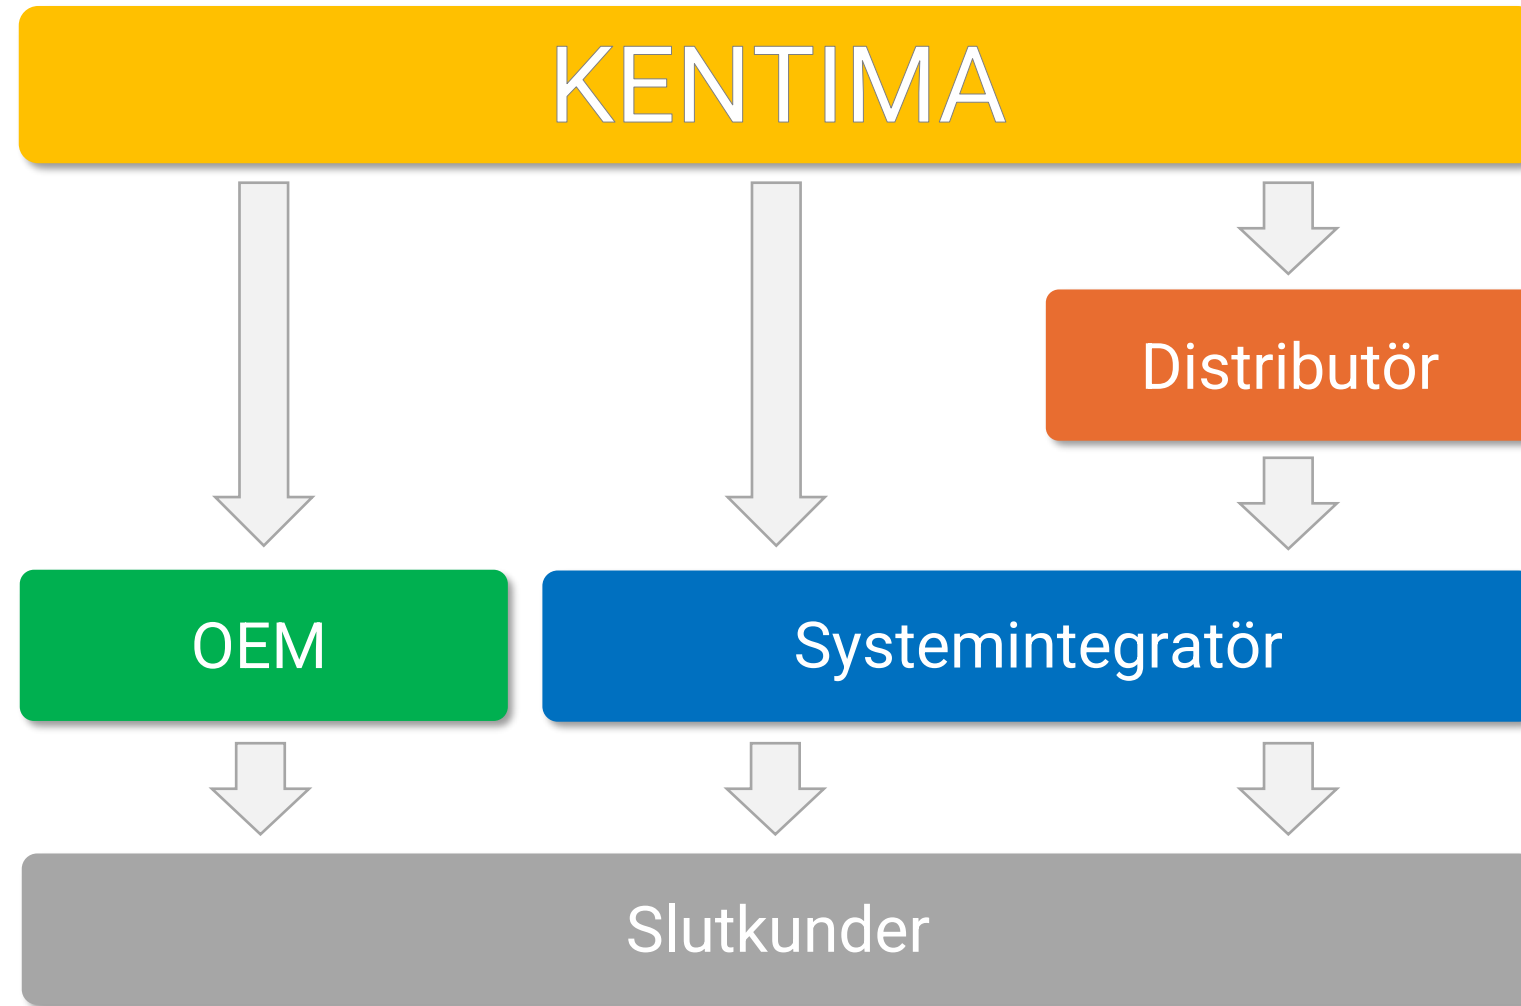 KENTIMA
Distributör
OEM
Systemintegratör
Slutkunder